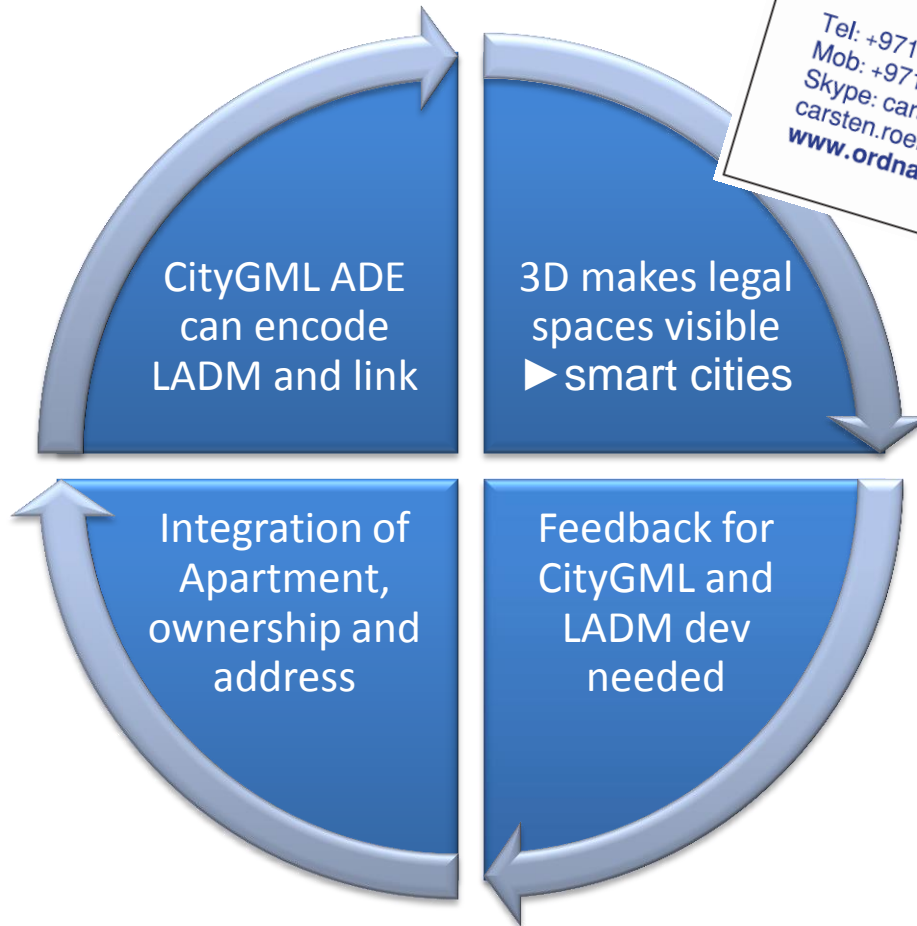 Tel: +971
Mob: +971
Skype:
CityGML ADE
can encode
LADM and link
3D makes legal
spaces visible
►smart cities
Integration of
Apartment,
ownership and
address
Feedback for
CityGML and
LADM dev
needed